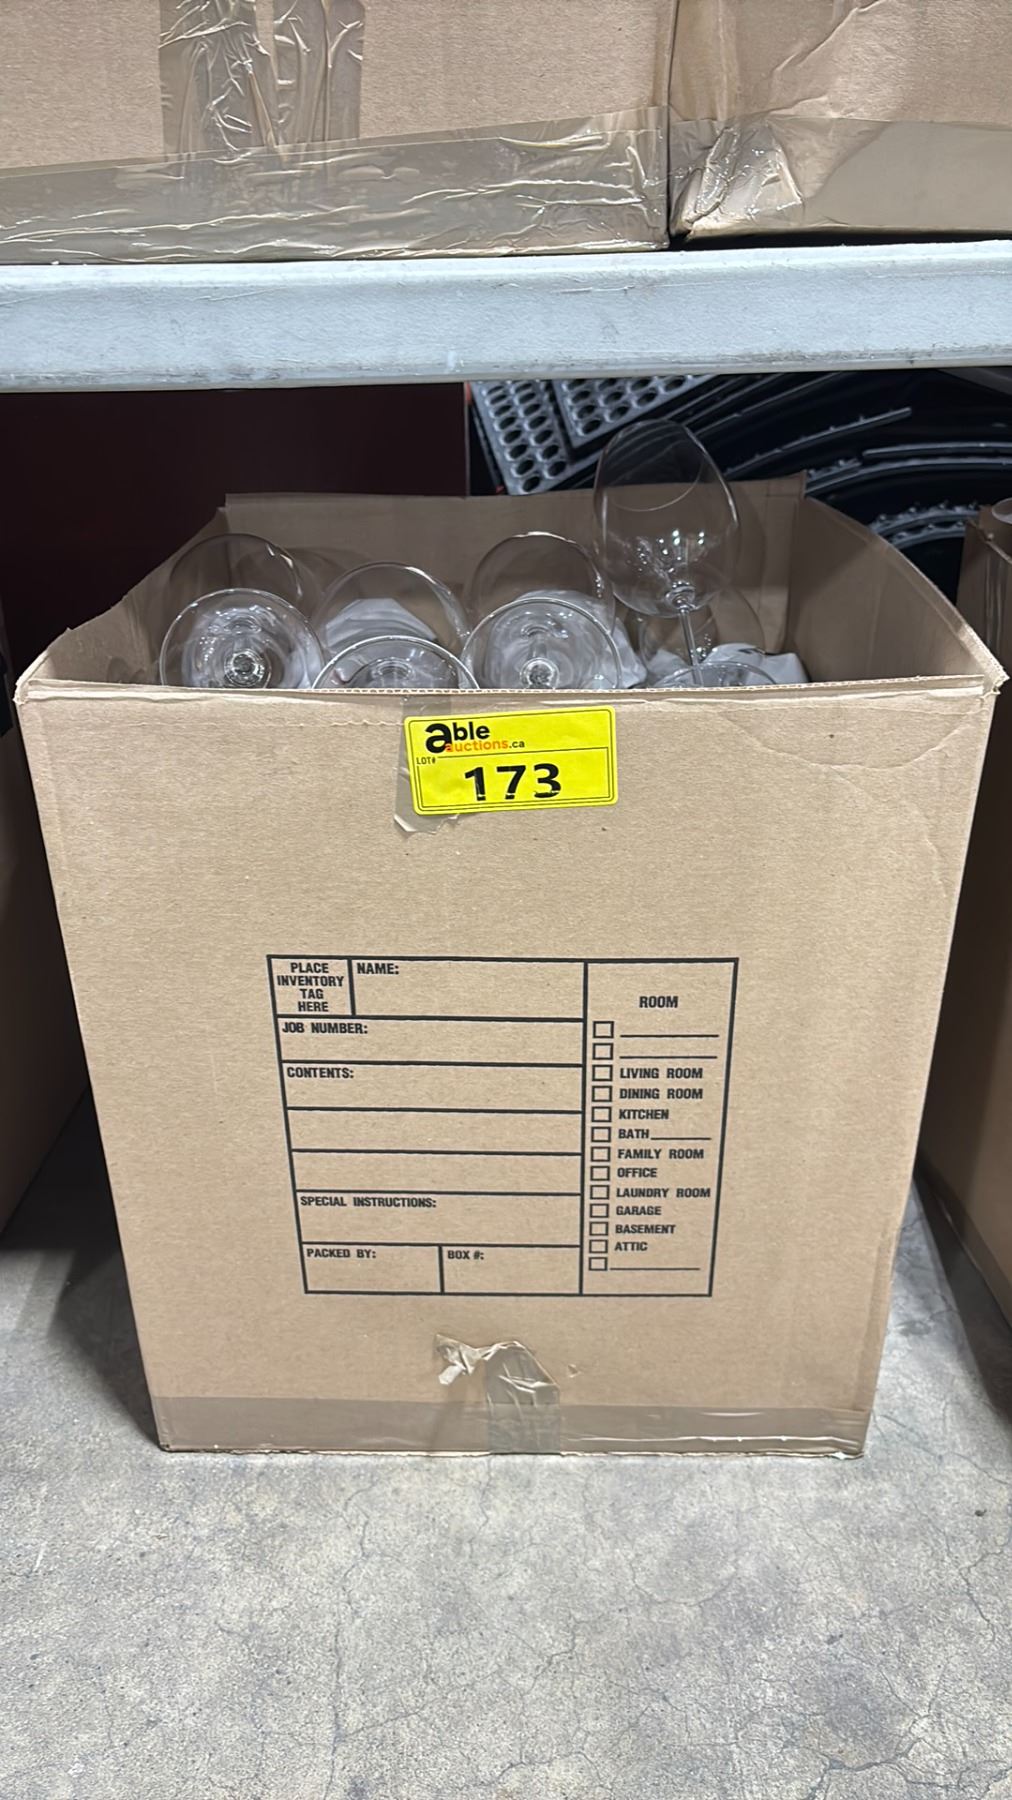 able
auctions.ca
LOT#
173
PLACE
INVENTORY
TAG
HERE
NAME:
JOB NUMBER:
CONTENTS:
SPECIAL INSTRUCTIONS:
PACKED BY:
BOX #:
ROOM
LIVING ROOM
DINING ROOM
KITCHEN
BATH
FAMILY ROOM
OFFICE
LAUNDRY ROOM
GARAGE
BASEMENT
ATTIC